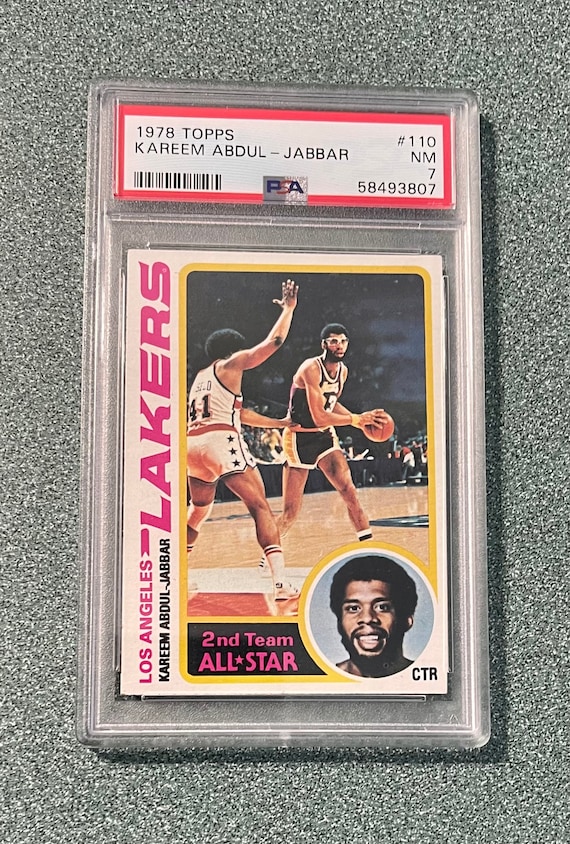 1978 TOPPS
KAREEM ABDUL-JABBAR
#110
NM
7
58493807
PSA
LOS ANGELES LAKERS
KAREEM ABDUL-JABBAR
41
2nd Team
ALL★STAR
CTR